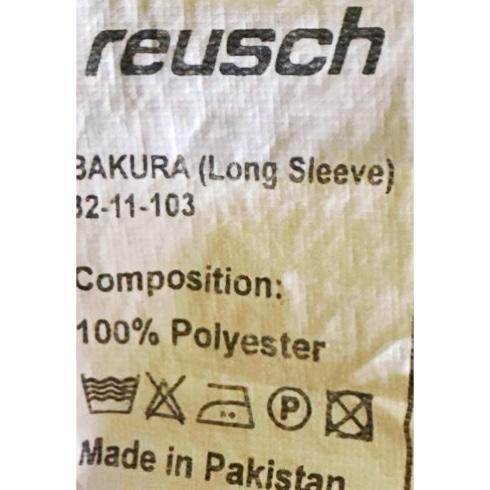 reusch
BAKURA (Long Sleeve)
32-11-103
Composition:
100% Polyester
P
Made in Pakistan